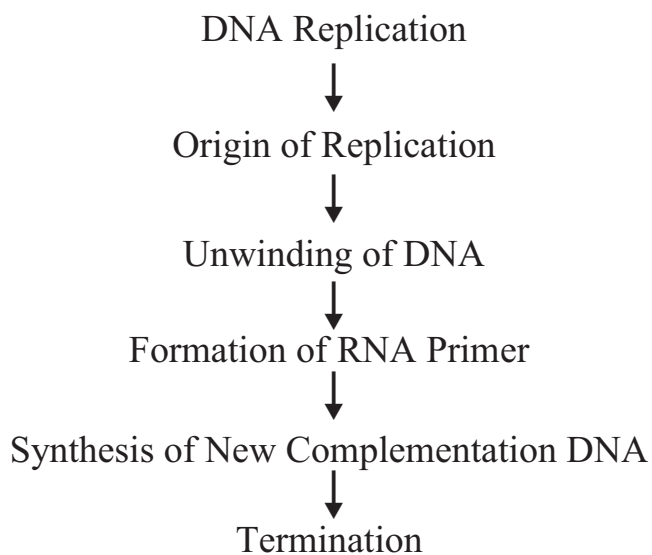 DNA Replication
Origin of Replication
Unwinding of DNA
Formation of RNA Primer
Synthesis of New Complementation DNA
Termination